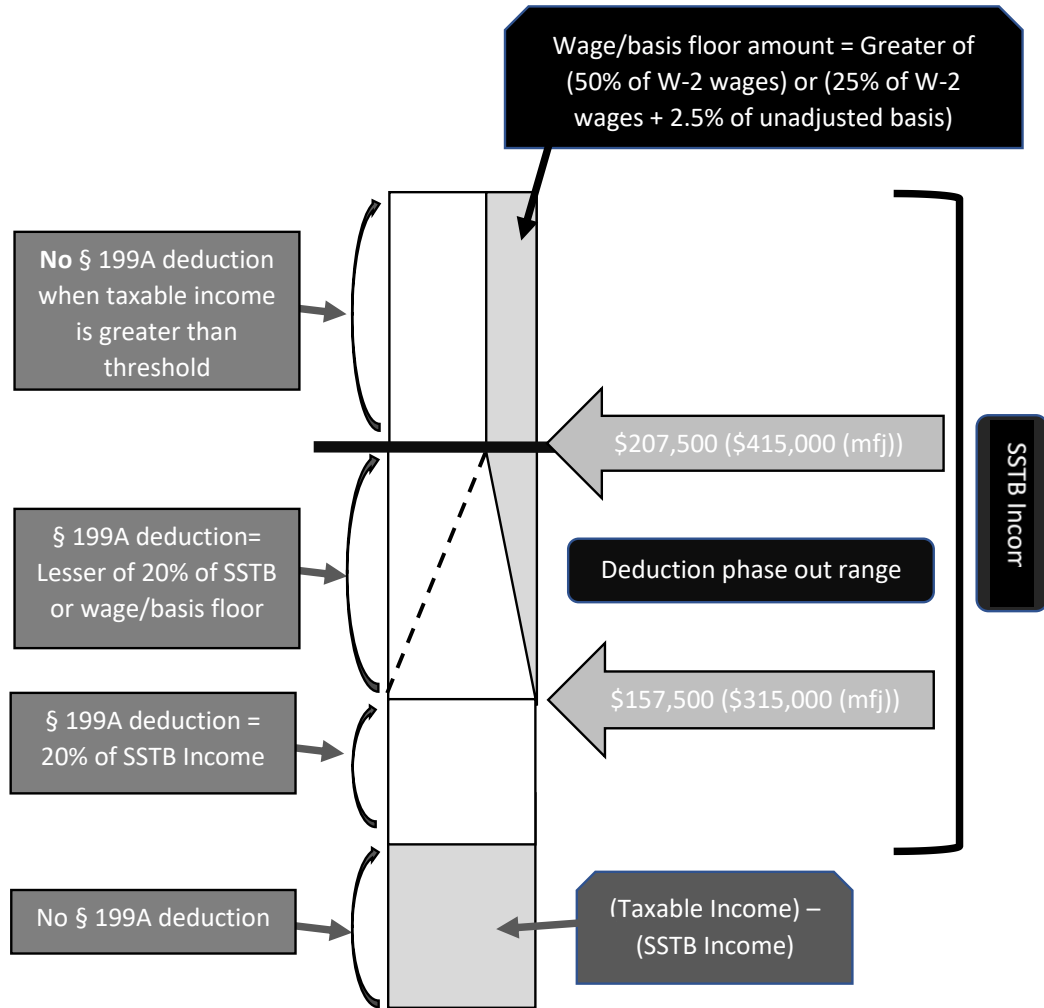 Wage/basis floor amount = Greater of
(50% of W-2 wages) or (25% of W-2
wages + 2.5% of unadjusted basis)
No § 199A deduction
when taxable income
is greater than
threshold
$207,500 ($415,000 (mfj))
SSTB Incom
§ 199A deduction=
Lesser of 20% of SSTB
or wage/basis floor
Deduction phase out range
$157,500 ($315,000 (mfj))
§ 199A deduction =
20% of SSTB Income
No § 199A deduction
(Taxable Income) –
(SSTB Income)